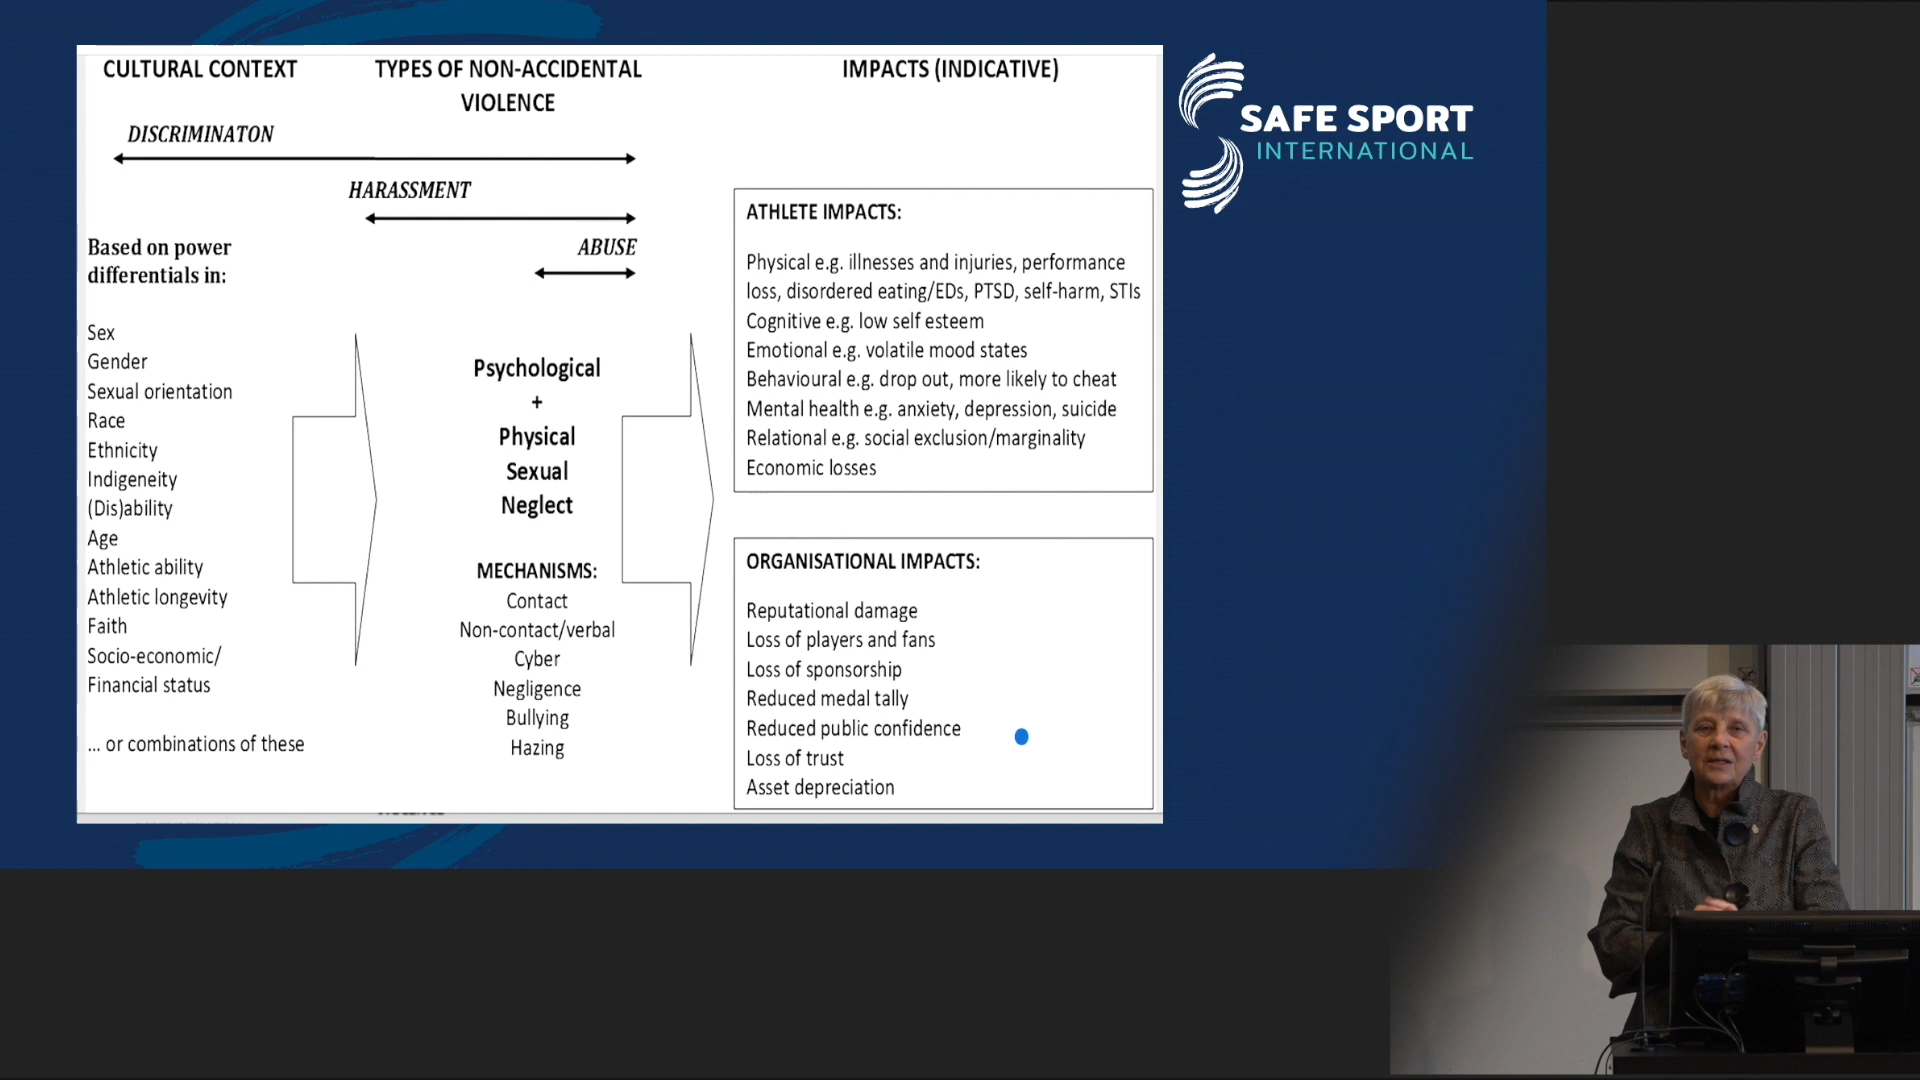 CULTURAL CONTEXT
TYPES OF NON-ACCIDENTAL
VIOLENCE
IMPACTS (INDICATIVE)
DISCRIMINATON
HARASSMENT
ABUSE
Based on power
differentials in:
Sex
Gender
Sexual orientation
Race
Ethnicity
Indigeneity
(Dis)ability
Age
Athletic ability
Athletic longevity
Faith
Socio-economic/
Financial status
... or combinations of these
Psychological
+
Physical
Sexual
Neglect
MECHANISMS:
Contact
Non-contact/verbal
Cyber
Negligence
Bullying
Hazing
ATHLETE IMPACTS:
Physical e.g. illnesses and injuries, performance
loss, disordered eating/EDs, PTSD, self-harm, STIs
Cognitive e.g. low self esteem
Emotional e.g. volatile mood states
Behavioural e.g. drop out, more likely to cheat
Mental health e.g. anxiety, depression, suicide
Relational e.g. social exclusion/marginality
Economic losses
ORGANISATIONAL IMPACTS:
Reputational damage
Loss of players and fans
Loss of sponsorship
Reduced medal tally
Reduced public confidence
Loss of trust
Asset depreciation
SAFE SPORT
INTERNATIONAL